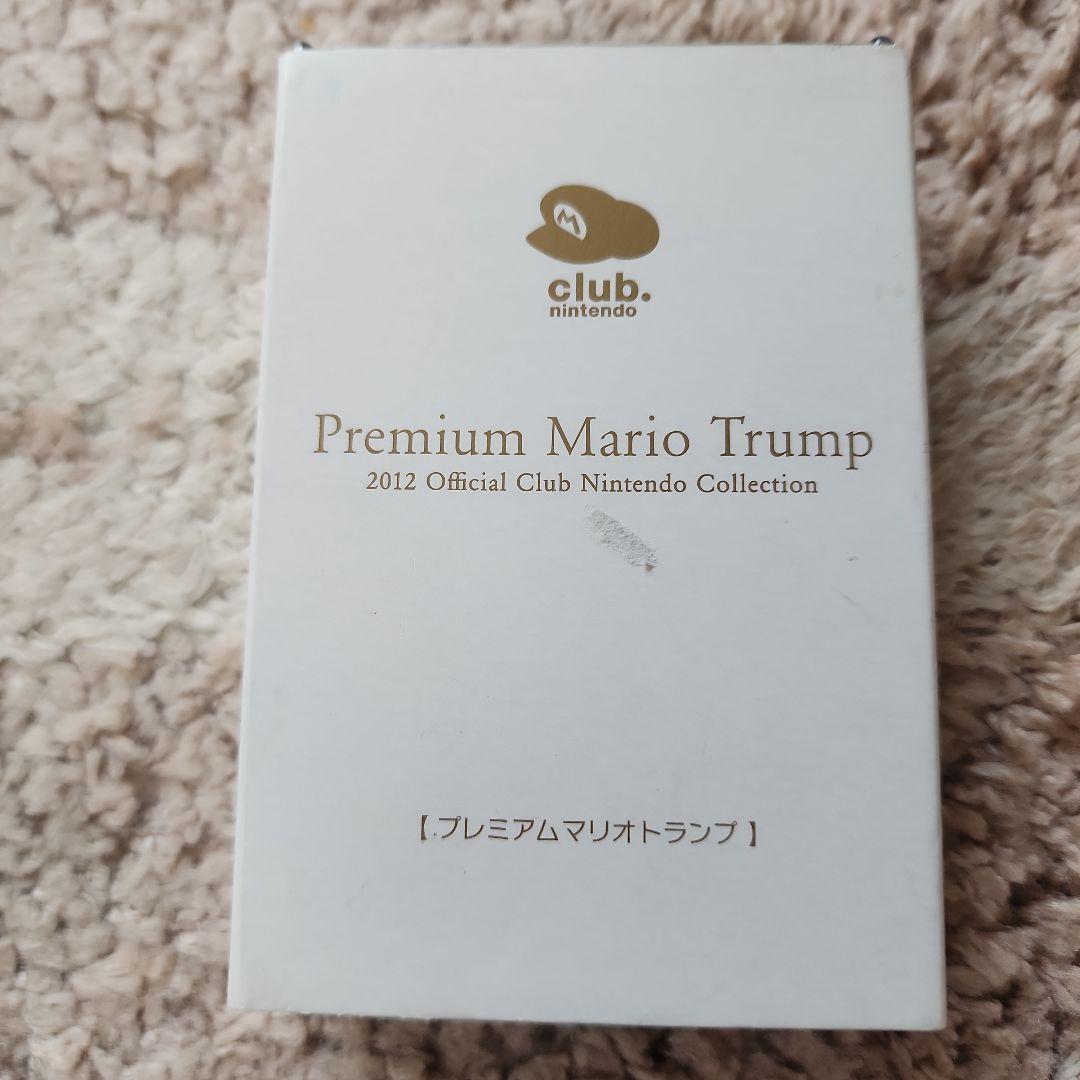 M
club.
nintendo
Premium Mario Trump
2012 Official Club Nintendo Collection
【プレミアムマリオトランプ】